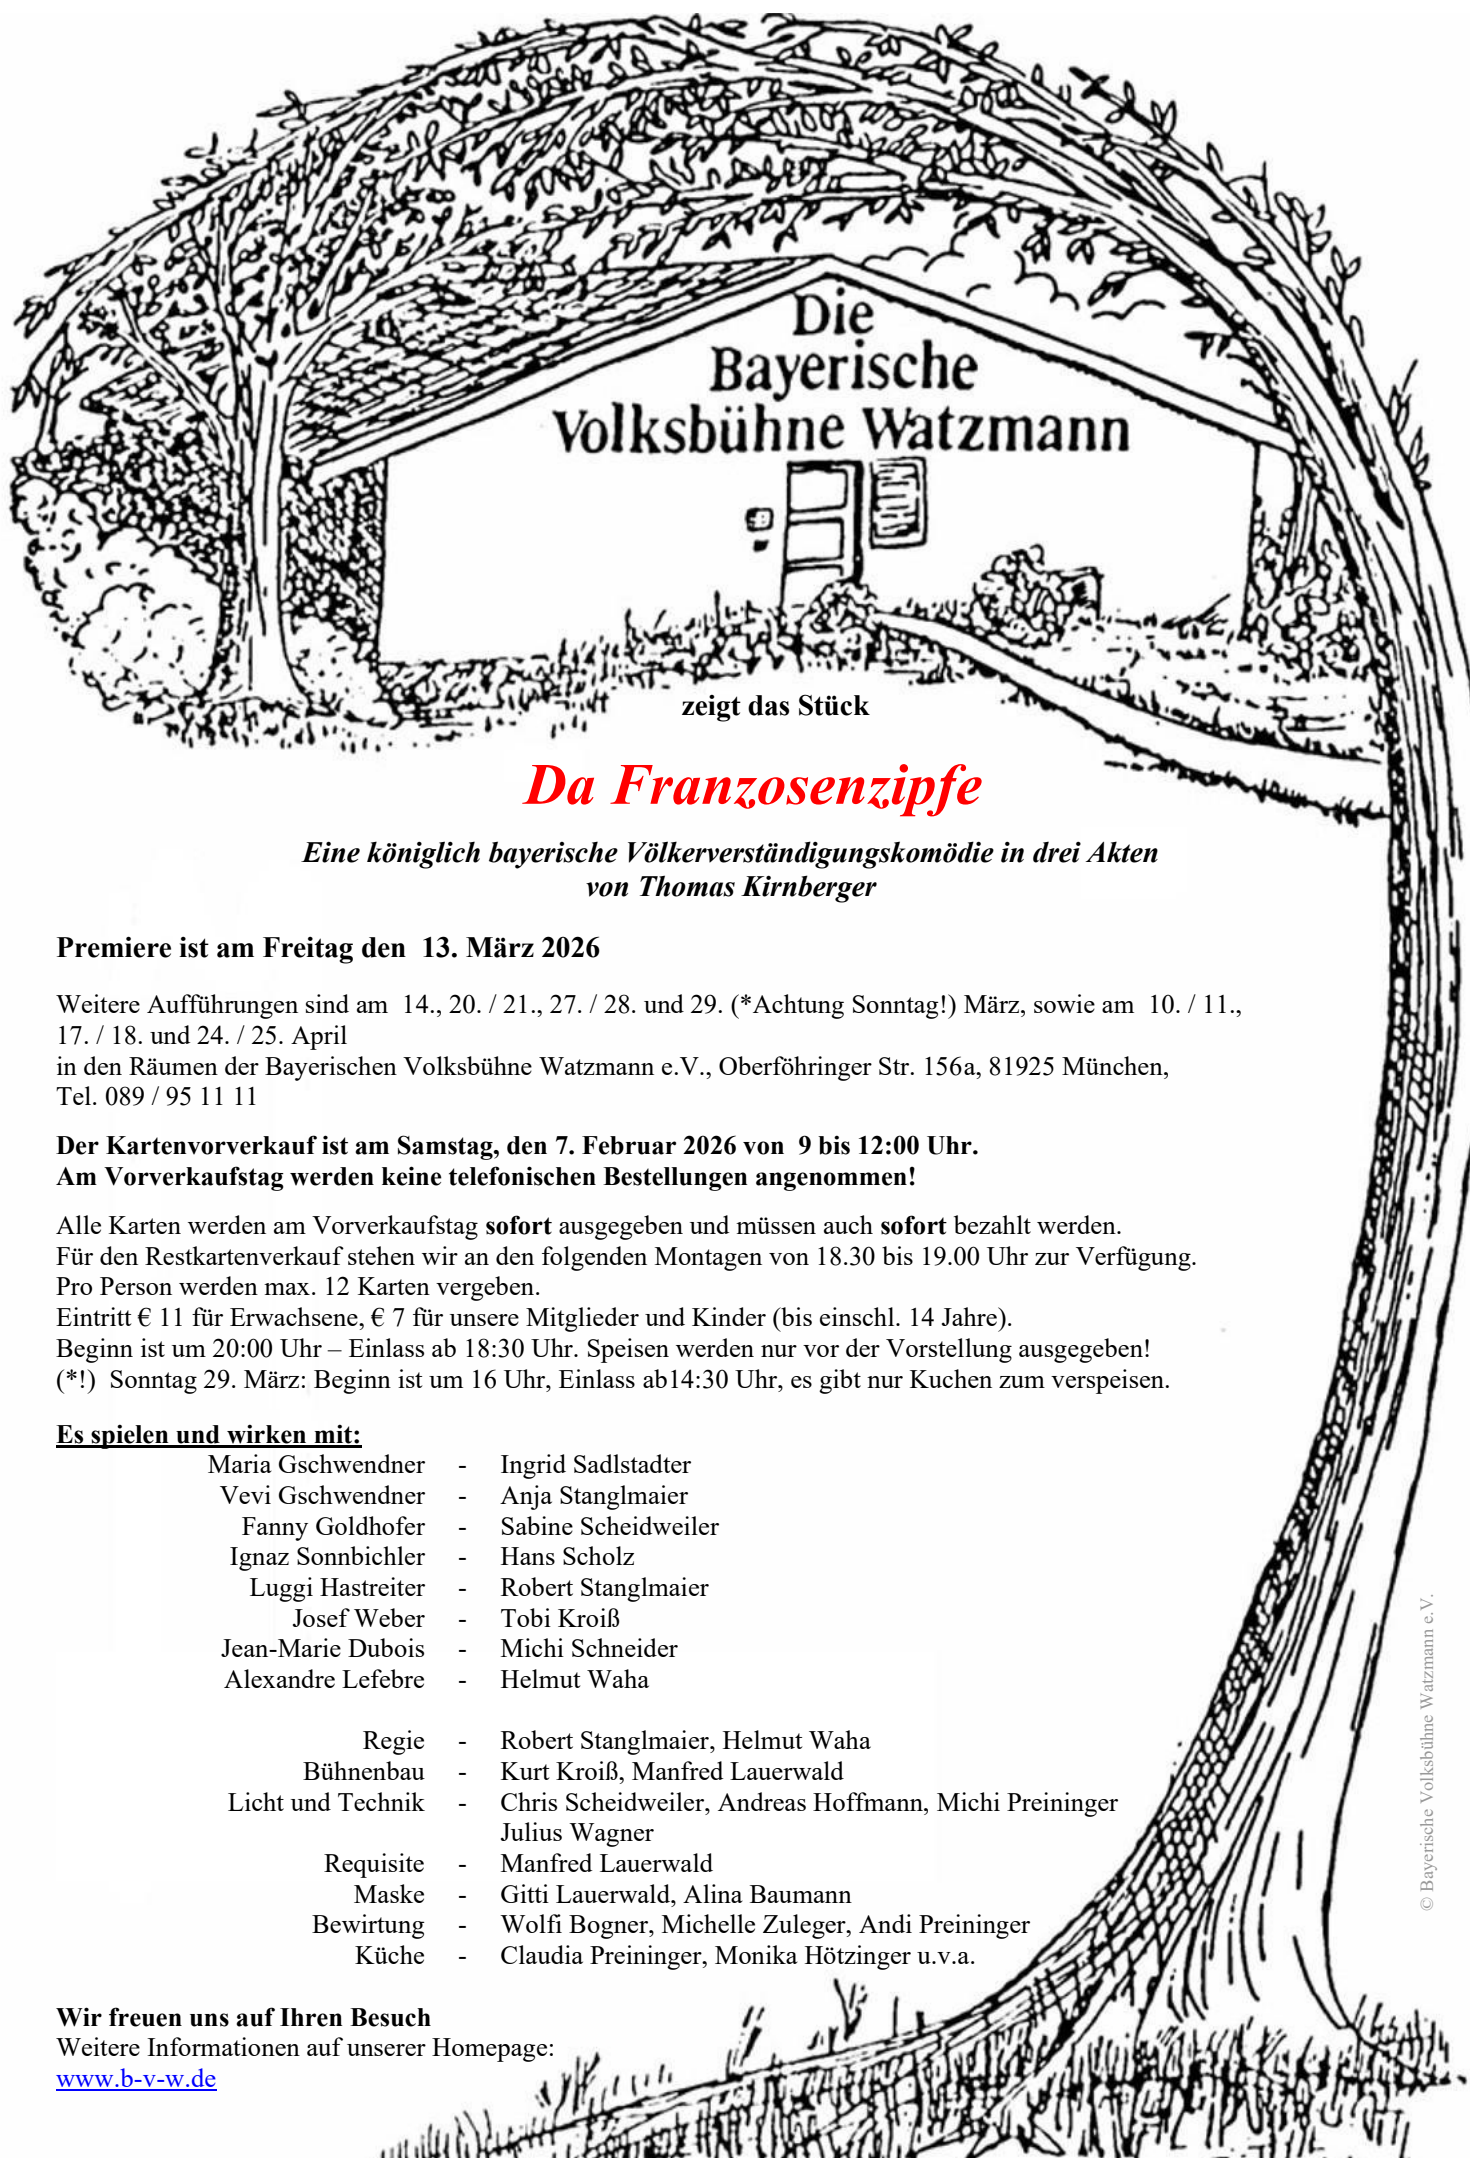 Die
Bayerische
Volksbühne Watzmann
zeigt das Stück
Da Franzosenzipfe
Eine königlich bayerische Völkerverständigungskomödie in drei Akten
von Thomas Kirnberger
Premiere ist am Freitag den  13. März 2026
Weitere Aufführungen sind am  14., 20. / 21., 27. / 28. und 29. (*Achtung Sonntag!) März, sowie am  10. / 11.,
17. / 18. und 24. / 25. April
in den Räumen der Bayerischen Volksbühne Watzmann e.V., Oberföhringer Str. 156a, 81925 München,
Tel. 089 / 95 11 11
Der Kartenvorverkauf ist am Samstag, den 7. Februar 2026 von  9 bis 12:00 Uhr.
Am Vorverkaufstag werden keine telefonischen Bestellungen angenommen!
Alle Karten werden am Vorverkaufstag sofort ausgegeben und müssen auch sofort bezahlt werden.
Für den Restkartenverkauf stehen wir an den folgenden Montagen von 18.30 bis 19.00 Uhr zur Verfügung.
Pro Person werden max. 12 Karten vergeben.
Eintritt € 11 für Erwachsene, € 7 für unsere Mitglieder und Kinder (bis einschl. 14 Jahre).
Beginn ist um 20:00 Uhr – Einlass ab 18:30 Uhr. Speisen werden nur vor der Vorstellung ausgegeben!
(*!)  Sonntag 29. März: Beginn ist um 16 Uhr, Einlass ab14:30 Uhr, es gibt nur Kuchen zum verspeisen.
Es spielen und wirken mit:
Maria Gschwendner - Ingrid Sadlstadter
Vevi Gschwendner - Anja Stanglmaier
Fanny Goldhofer - Sabine Scheidweiler
Ignaz Sonnbichler - Hans Scholz
Luggi Hastreiter - Robert Stanglmaier
Josef Weber - Tobi Kroiß
Jean-Marie Dubois - Michi Schneider
Alexandre Lefebre - Helmut Waha
Regie - Robert Stanglmaier, Helmut Waha
Bühnenbau - Kurt Kroiß, Manfred Lauerwald
Licht und Technik - Chris Scheidweiler, Andreas Hoffmann, Michi Preininger
Julius Wagner
Requisite - Manfred Lauerwald
Maske - Gitti Lauerwald, Alina Baumann
Bewirtung - Wolfi Bogner, Michelle Zuleger, Andi Preininger
Küche - Claudia Preininger, Monika Hötzinger u.v.a.
Wir freuen uns auf Ihren Besuch
Weitere Informationen auf unserer Homepage:
www.b-v-w.de
© Bayerische Volksbühne Watzmann e.V.